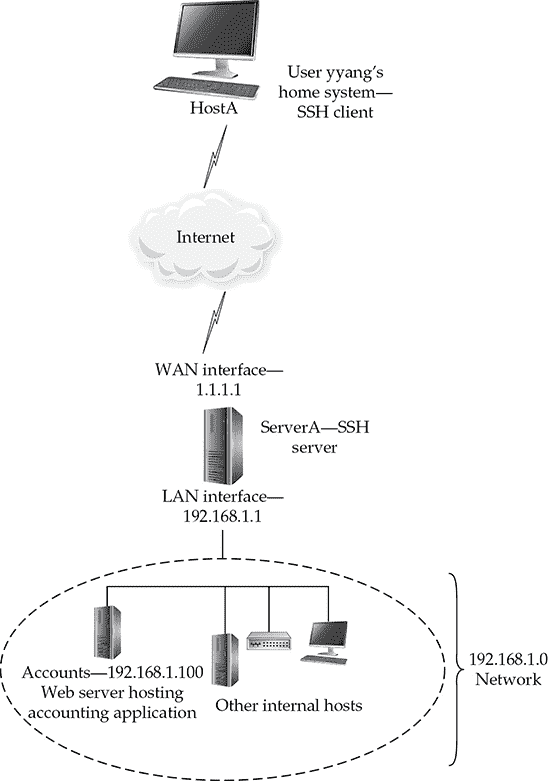 HostA
User yyang's
home system—
SSH client
Internet
WAN interface—
1.1.1.1
ServerA—SSH
server
LAN interface—
192.168.1.1
Accounts—192.168.1.100
Web server hosting
accounting application
Other internal hosts
192.168.1.0
Network